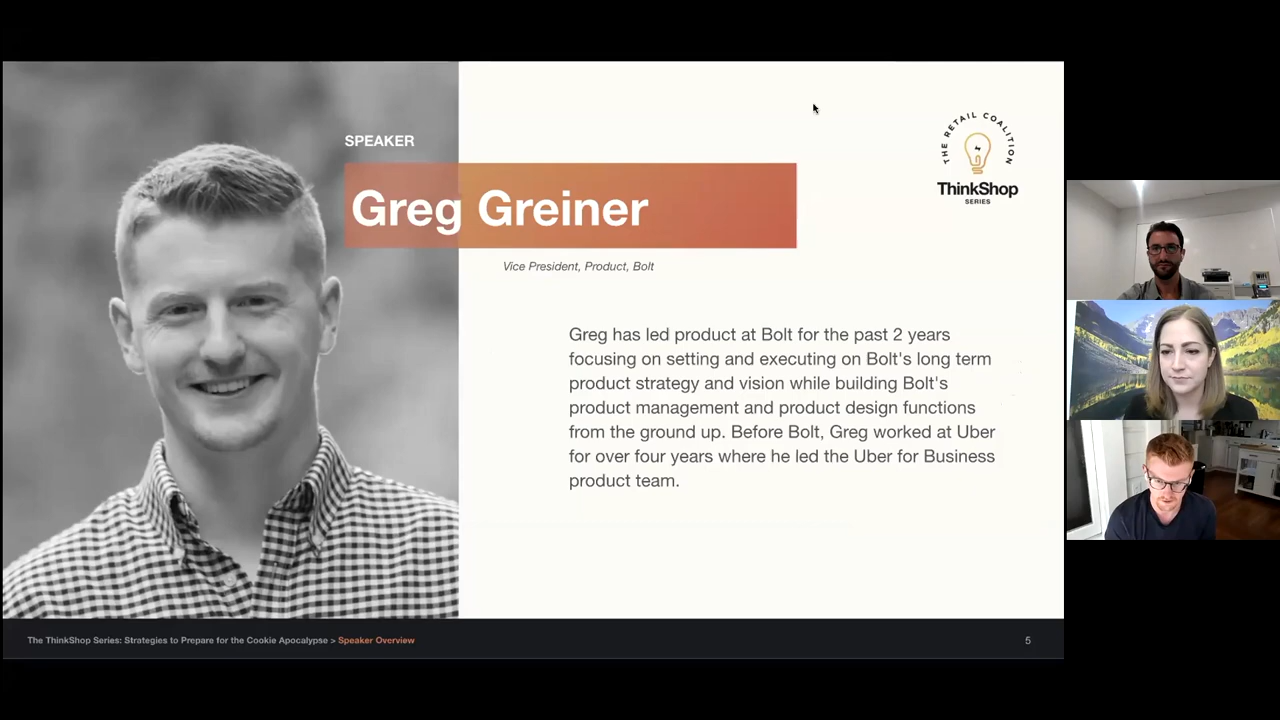 SPEAKER
Greg Greiner
Vice President, Product, Bolt
THE RETAIL COALITION
ThinkShop
SERIES
Greg has led product at Bolt for the past 2 years
focusing on setting and executing on Bolt's long term
product strategy and vision while building Bolt's
product management and product design functions
from the ground up. Before Bolt, Greg worked at Uber
for over four years where he led the Uber for Business
product team.
WIFI
The ThinkShop Series: Strategies to Prepare for the Cookie Apocalypse > Speaker Overview
5